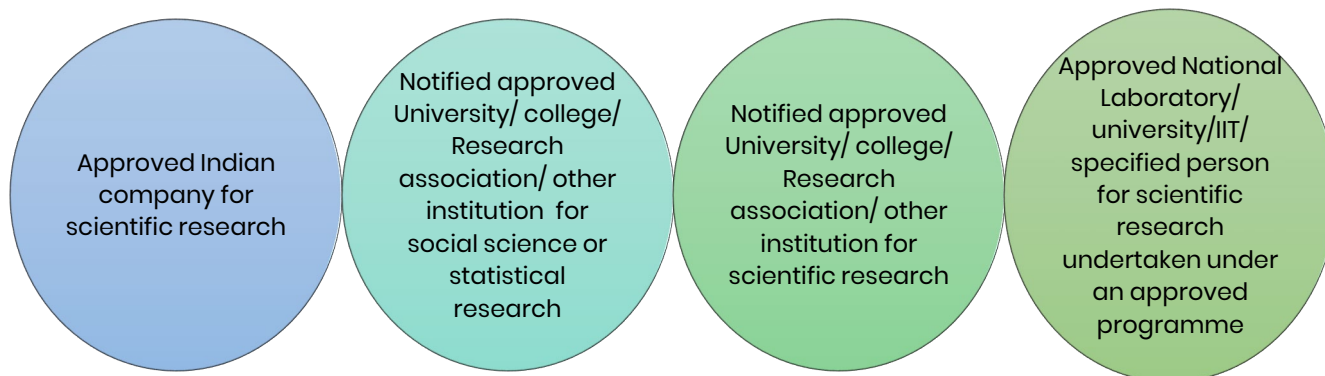 Approved Indian
company for
scientific research
Notified approved
University/ college/
Research
association/ other
institution  for
social science or
statistical
research
Notified approved
University/ college/
Research
association/ other
institution for
scientific research
Approved National
Laboratory/
university/IIT/
specified person
for scientific
research
undertaken under
an approved
programme